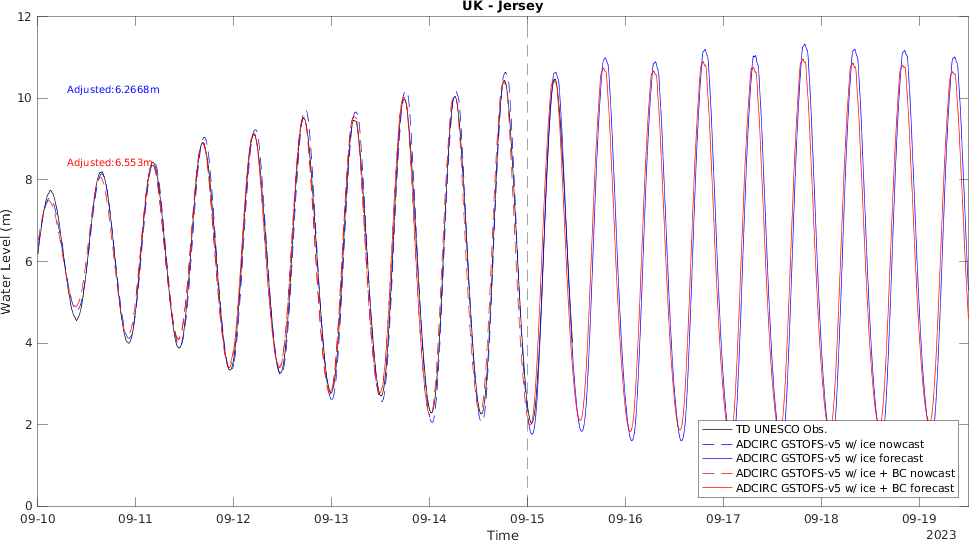 UK - Jersey
12
10
8
6
4
2
0
Water Level (m)
Adjusted:6.2668m
Adjusted:6.553m
TD UNESCO Obs.
ADCIRC GSTOFS-v5 w/ ice nowcast
ADCIRC GSTOFS-v5 w/ ice forecast
ADCIRC GSTOFS-v5 w/ ice + BC nowcast
ADCIRC GSTOFS-v5 w/ ice + BC forecast
09-10 09-11 09-12 09-13 09-14 09-15 09-16 09-17 09-18 09-19
Time
2023